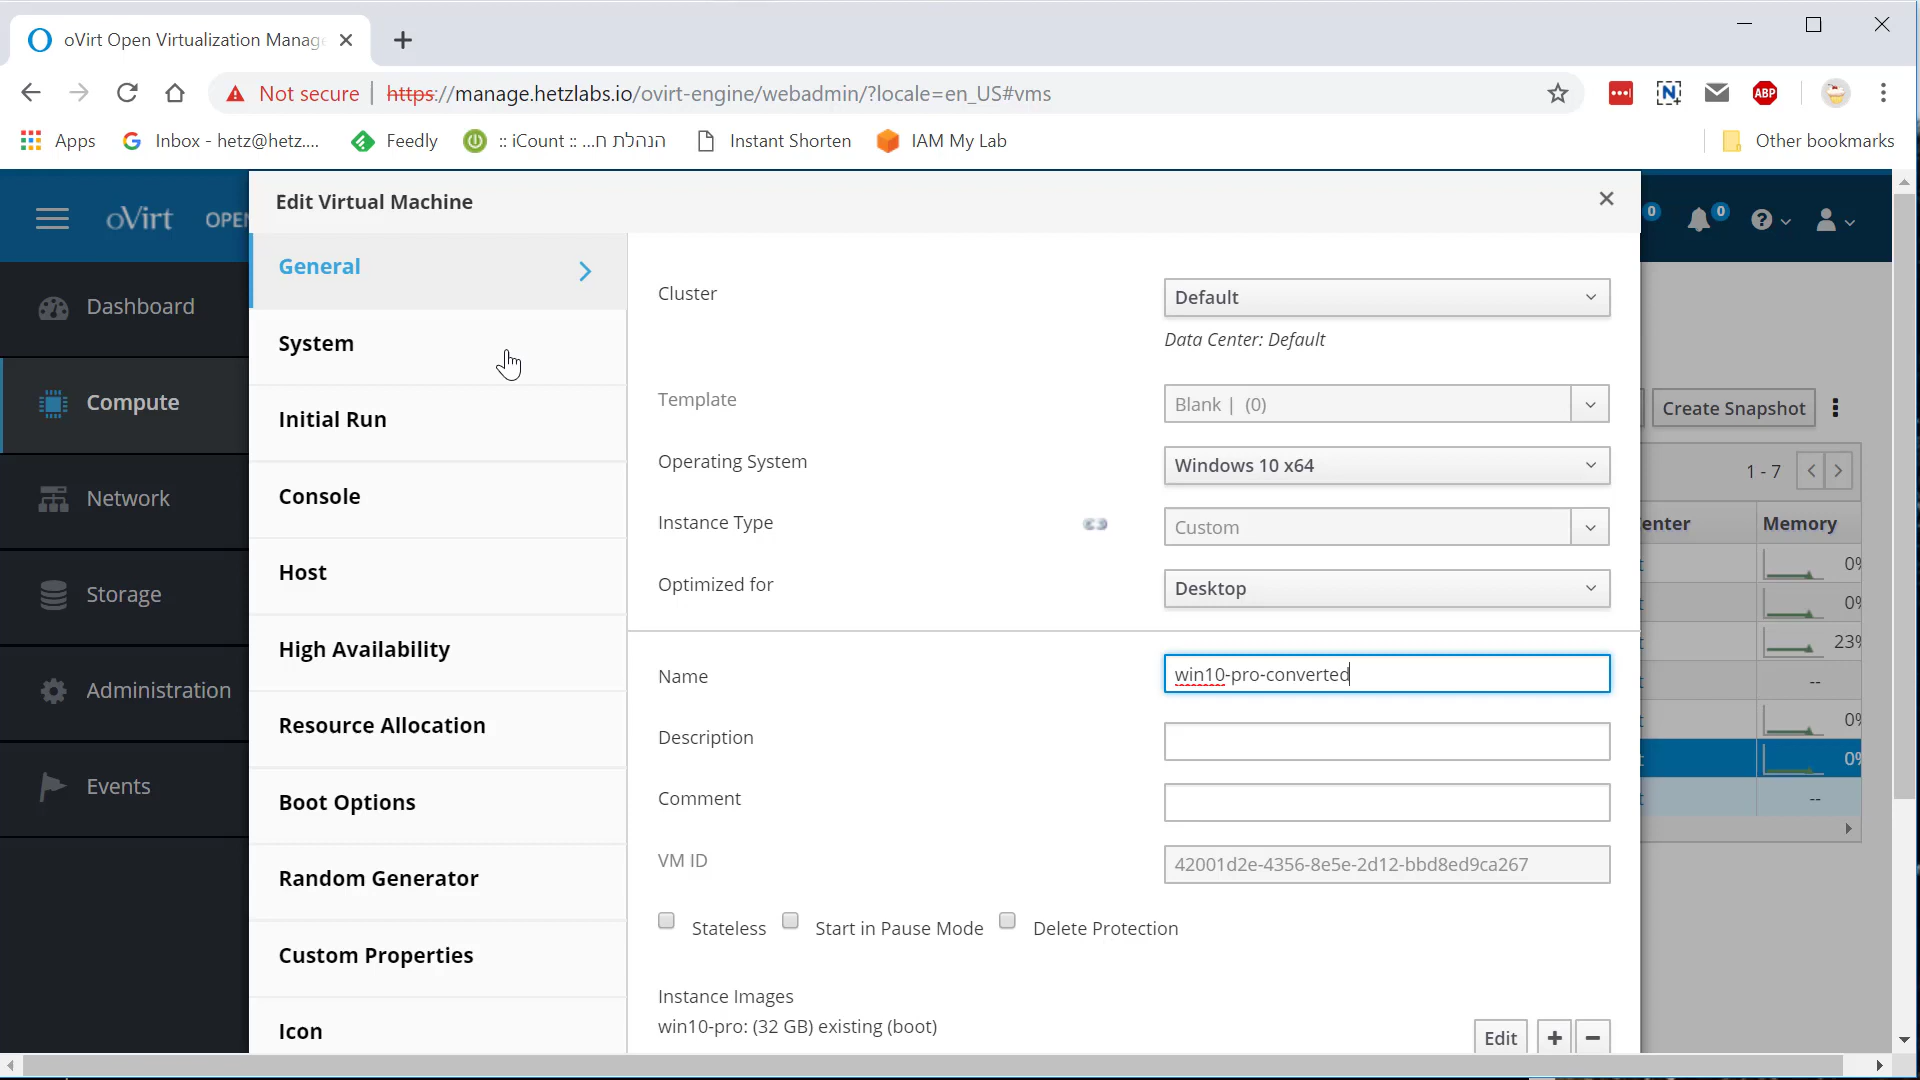 oVirt Open Virtualization Manag
Not secure | https://manage.hetzlabs.io/ovirt-engine/webadmin/?locale=en_US#vms
ABP
Apps
Inbox - hetz@hetz....
Feedly
:: iCount :: ...הנהלת ח
Instant Shorten
IAM My Lab
Other bookmarks
oVirt OPEN
0
0
Dashboard
Compute
Network
Storage
Administration
Events
Edit Virtual Machine
General
System
Initial Run
Console
Host
High Availability
Resource Allocation
Boot Options
Random Generator
Custom Properties
Icon
Cluster
Default
Data Center: Default
Template
Blank | (0)
Operating System
Windows 10 x64
Instance Type
Custom
Optimized for
Desktop
Name
win10-pro-converted
Description
Comment
VM ID
42001d2e-4356-8e5e-2d12-bbd8ed9ca267
Stateless
Start in Pause Mode
Delete Protection
Instance Images
win10-pro: (32 GB) existing (boot)
Edit
+
−
Create Snapshot
1 - 7
enter
Memory
0%
0%
23%
--
0%
0%
--